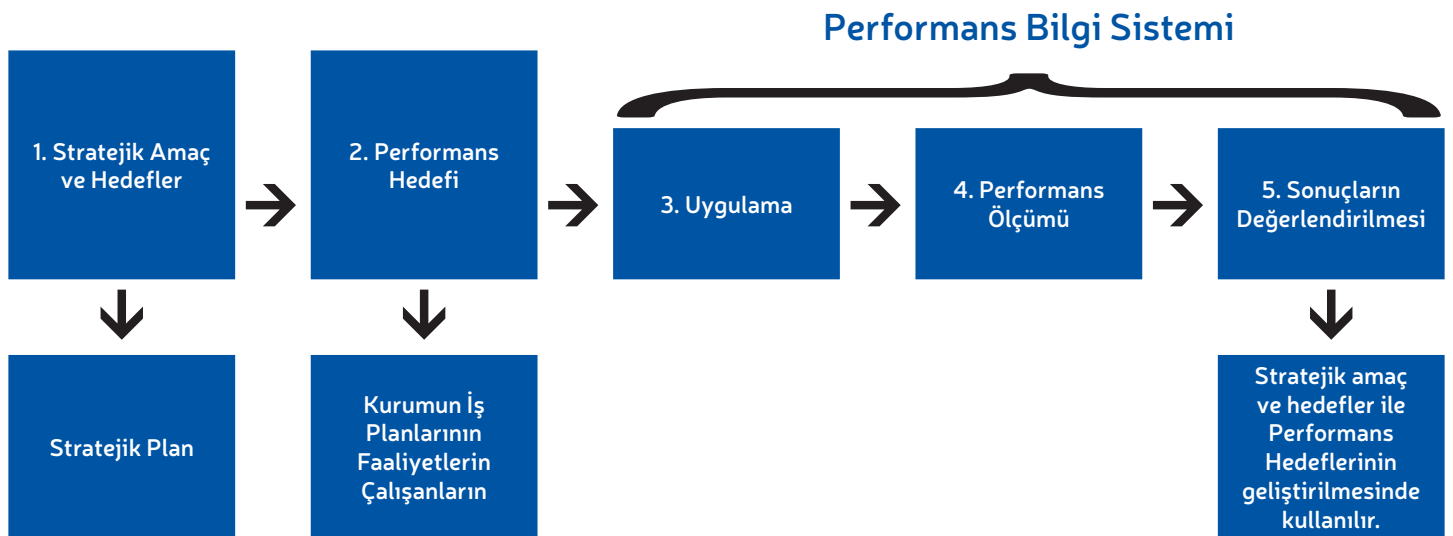 Performans Bilgi Sistemi
1. Stratejik Amaç
ve Hedefler
2. Performans
Hedefi
3. Uygulama
4. Performans
Ölçümü
5. Sonuçların
Değerlendirilmesi
Stratejik Plan
Kurumun İş
Planlarının
Faaliyetlerin
Çalışanların
Stratejik amaç
ve hedefler ile
Performans
Hedeflerinin
geliştirilmesinde
kullanılır.